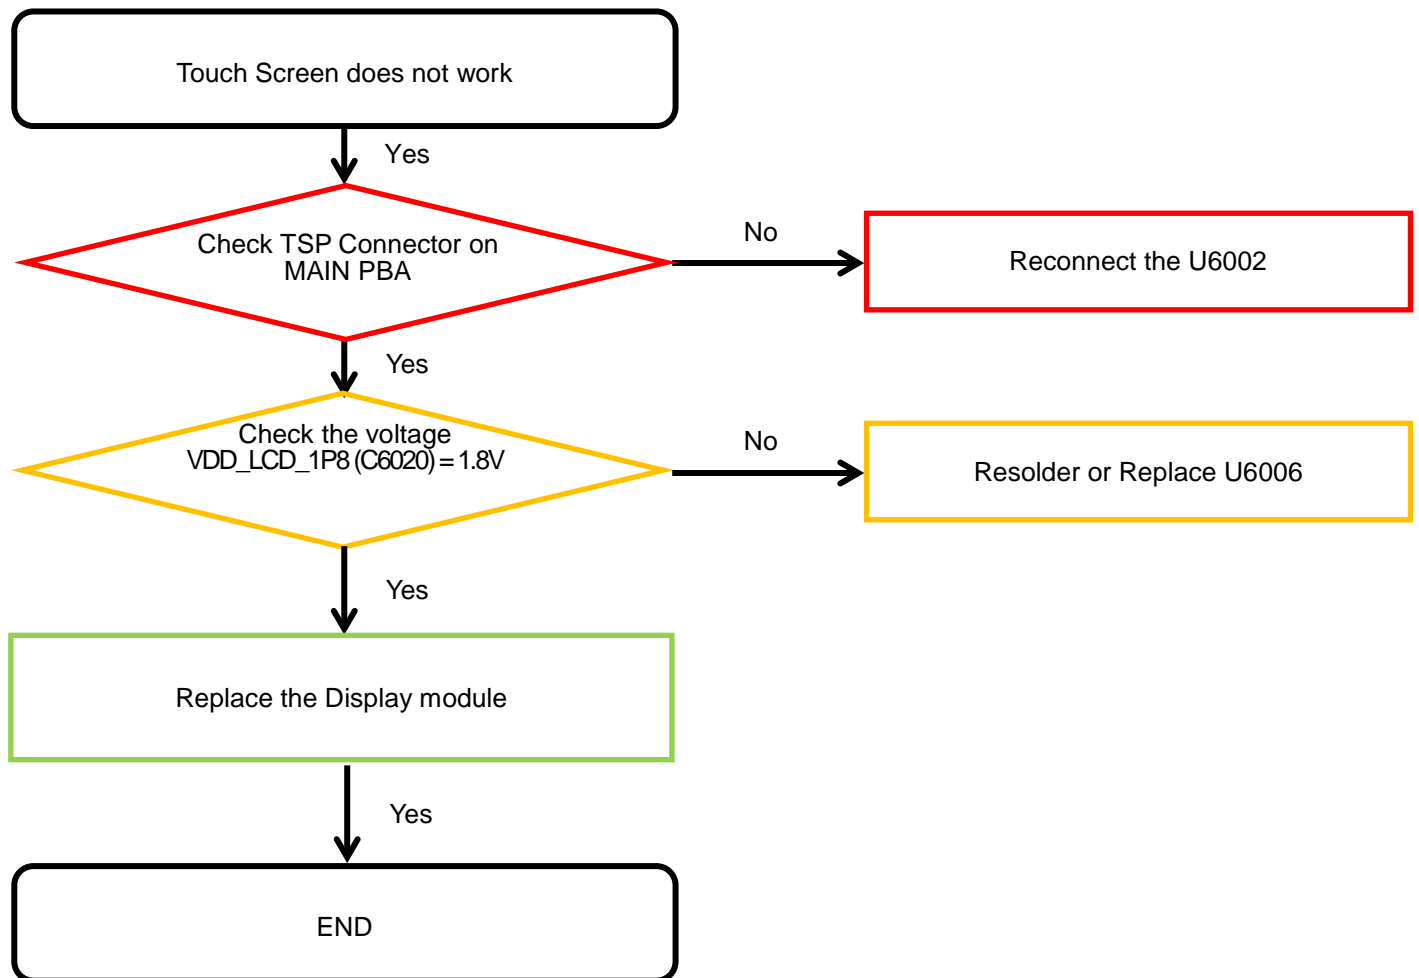 Touch Screen does not work
Yes
Check TSP Connector on
MAIN PBA
No
Reconnect the U6002
Yes
Check the voltage
VDD_LCD_1P8 (C6020) = 1.8V
No
Resolder or Replace U6006
Yes
Replace the Display module
Yes
END